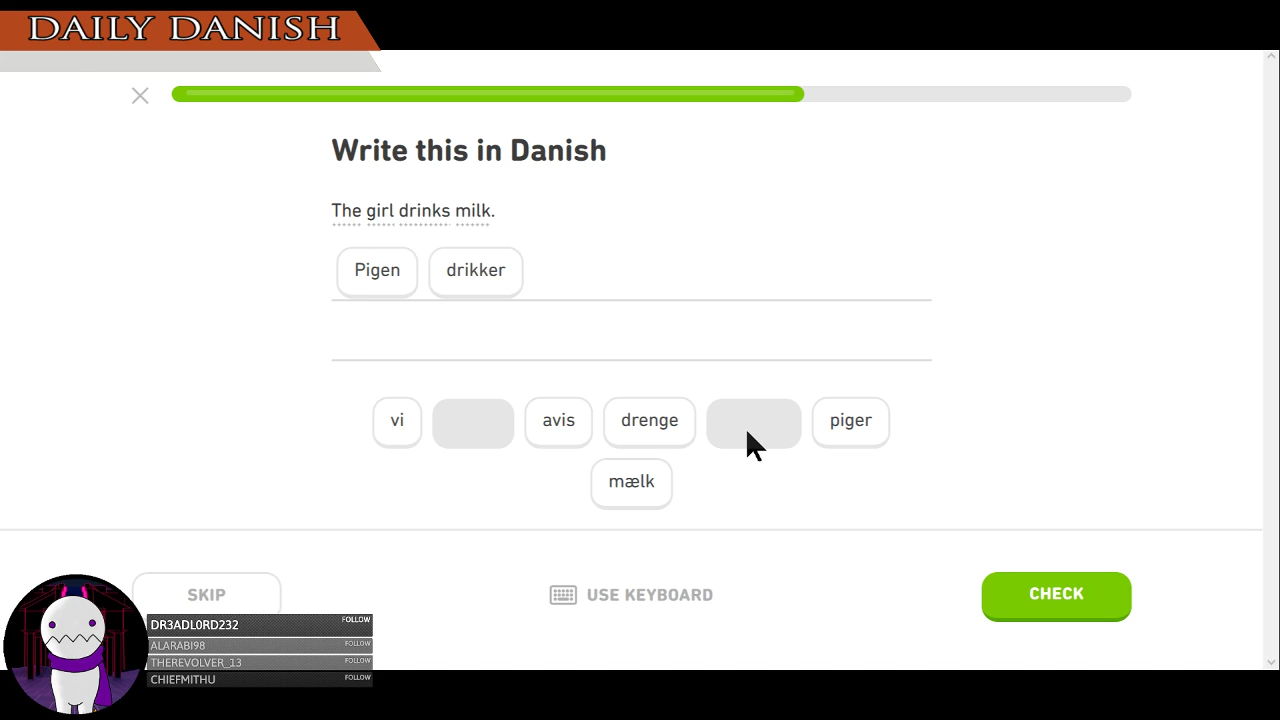 DAILY DANISH
Write this in Danish
The girl drinks milk.
Pigen drikker
vi avis drenge piger
mælk
SKIP USE KEYBOARD CHECK
DR3ADL0RD232 FOLLOW
ALARABI98 FOLLOW
THEREVOLVER_13 FOLLOW
CHIEFMITHU FOLLOW